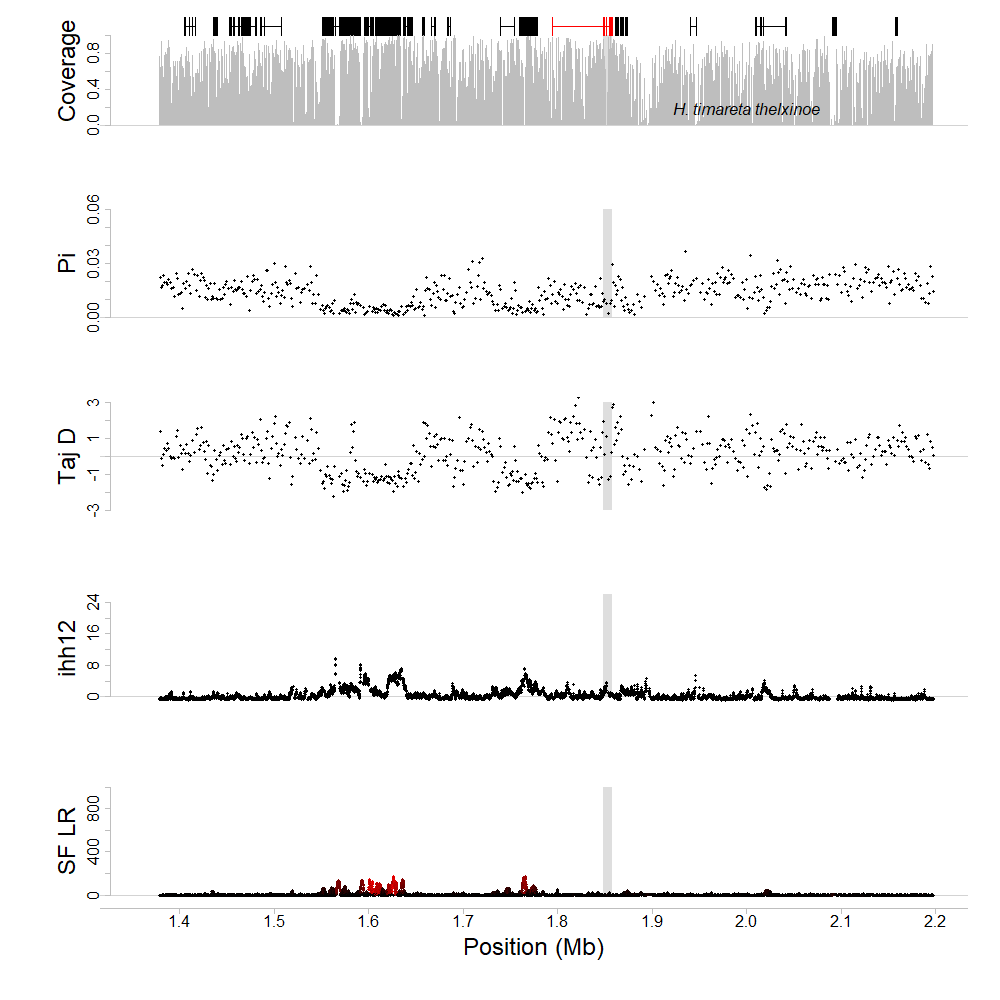 Coverage
0.0 0.4 0.8
H. timareta thelxinoe
Pi
0.00 0.03 0.06
Taj D
-3 -1 1 3
ihh12
0 8 16 24
SF LR
0 400 800
1.4 1.5 1.6 1.7 1.8 1.9 2.0 2.1 2.2
Position (Mb)